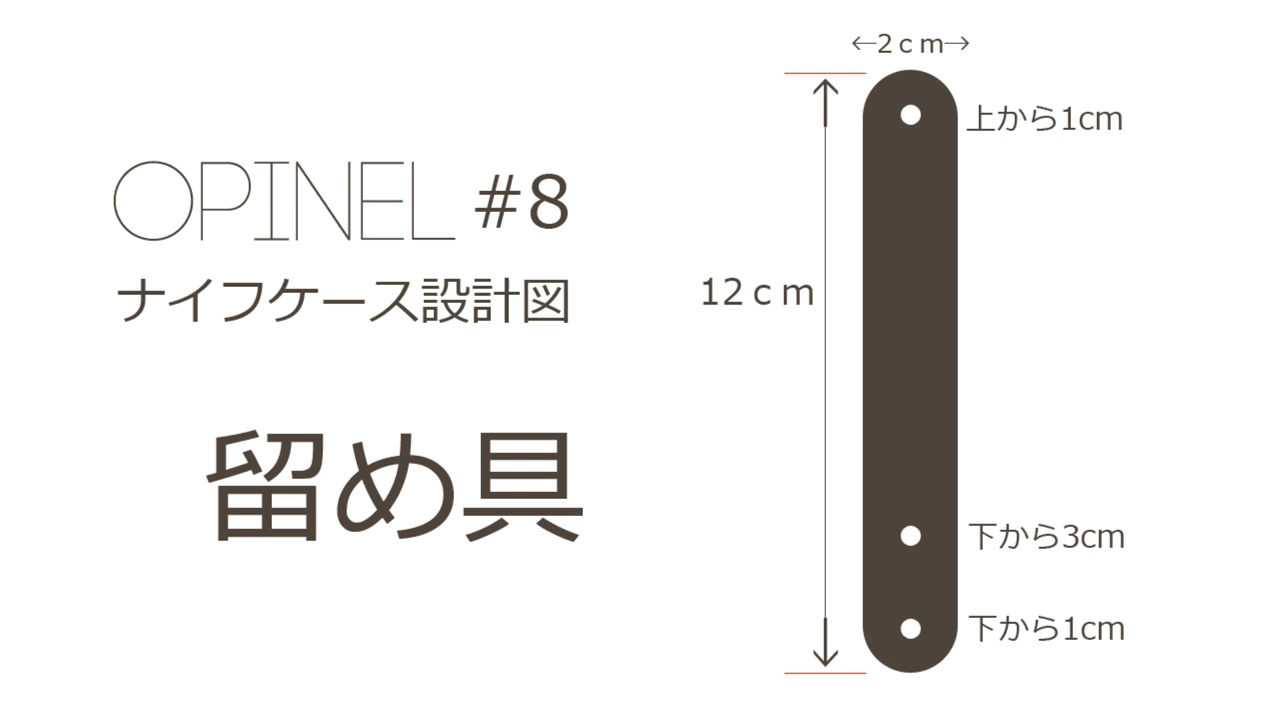 OPINEL #8
ナイフケース設計図
留め具
←2ｃｍ→
上から1cm
12ｃｍ
下から3cm
下から1cm